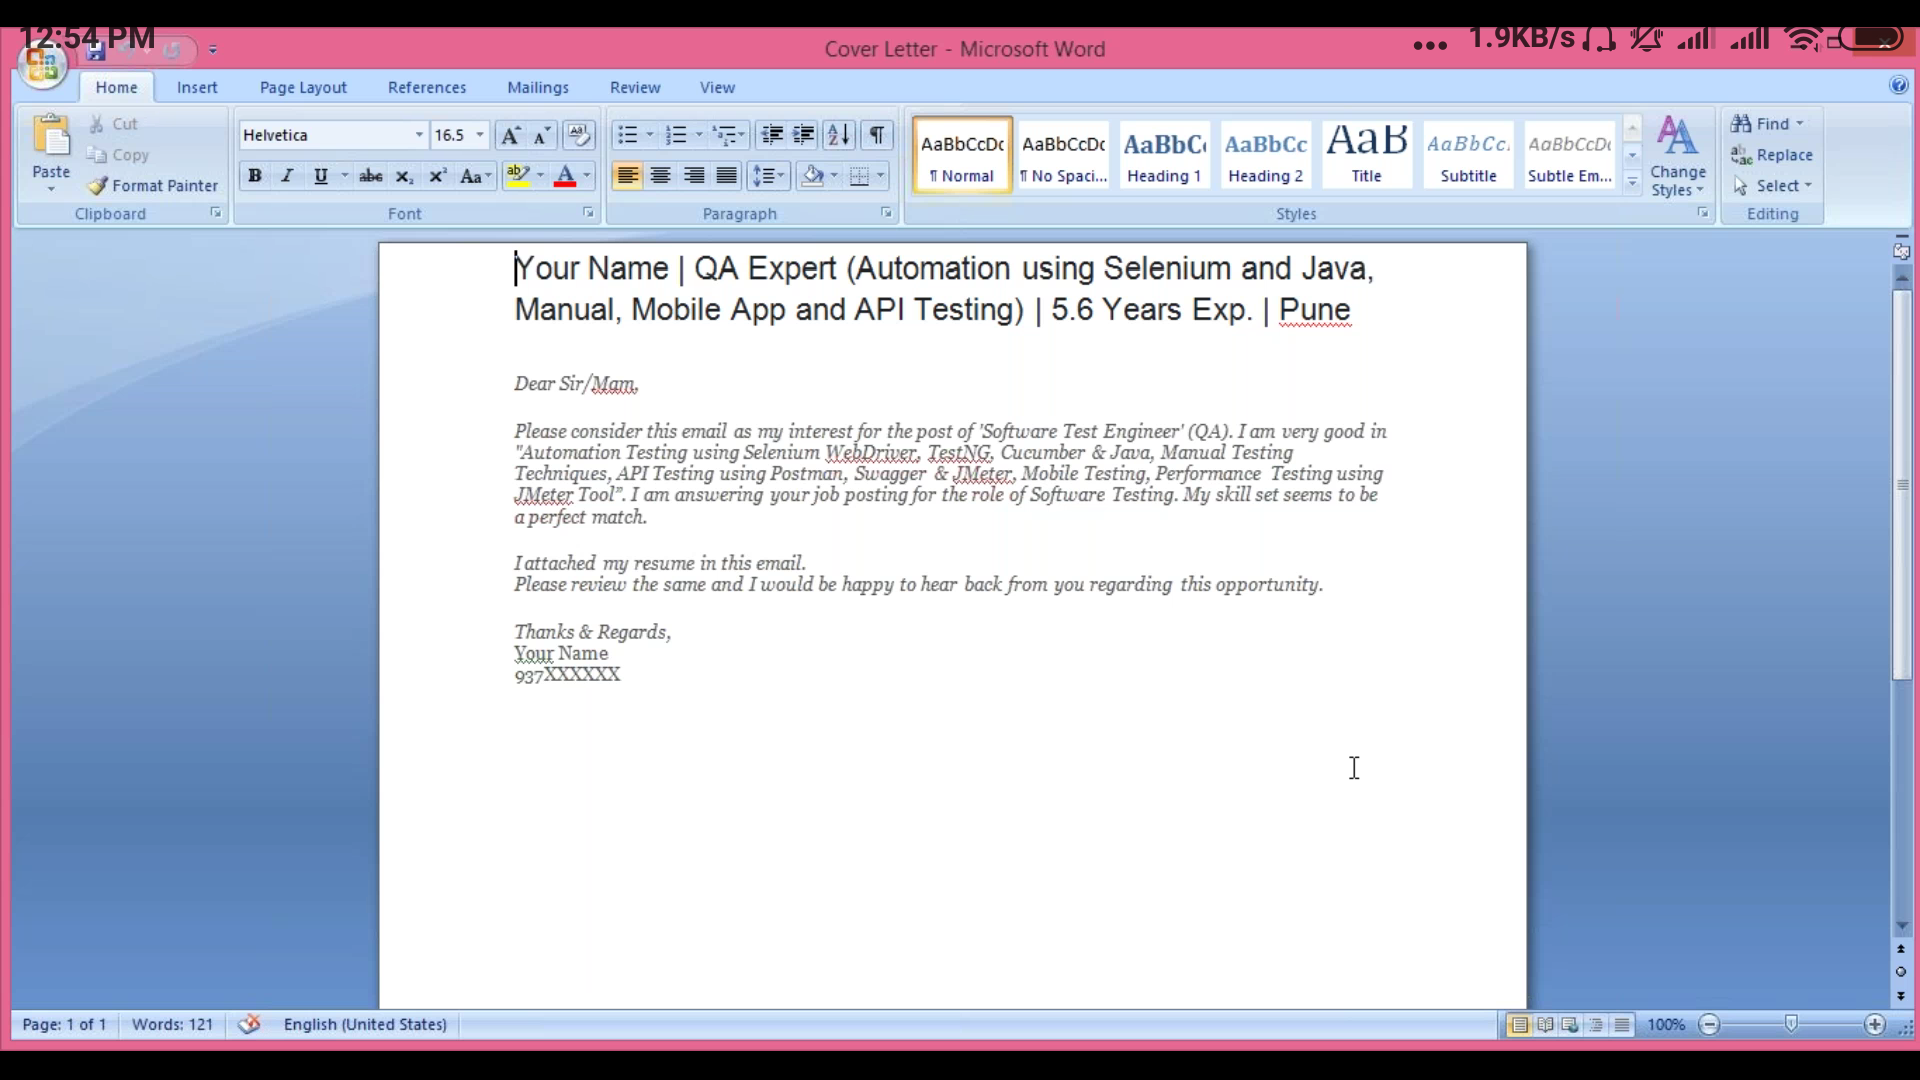 12:54 PM
1.9KB/s
Cover Letter - Microsoft Word
Home Insert Page Layout References Mailings Review View
Paste
Cut
Copy
Format Painter
Clipboard
Helvetica 16.5
Font
Paragraph
AaBbCcDc AaBbCcDc AaBbC AaBbCc AaB AaBbCc. AaBbCcDc
¶ Normal ¶ No Spaci... Heading 1 Heading 2 Title Subtitle Subtle Em...
Change
Styles
Styles
Find
Replace
Select
Editing
Your Name | QA Expert (Automation using Selenium and Java,
Manual, Mobile App and API Testing) | 5.6 Years Exp. | Pune
Dear Sir/Mam,
Please consider this email as my interest for the post of 'Software Test Engineer' (QA). I am very good in
"Automation Testing using Selenium WebDriver, TestNG, Cucumber & Java, Manual Testing
Techniques, API Testing using Postman, Swagger & JMeter, Mobile Testing, Performance Testing using
JMeter Tool”. I am answering your job posting for the role of Software Testing. My skill set seems to be
a perfect match.
I attached my resume in this email.
Please review the same and I would be happy to hear back from you regarding this opportunity.
Thanks & Regards,
Your Name
937XXXXXX
Page: 1 of 1 Words: 121 English (United States) 100%